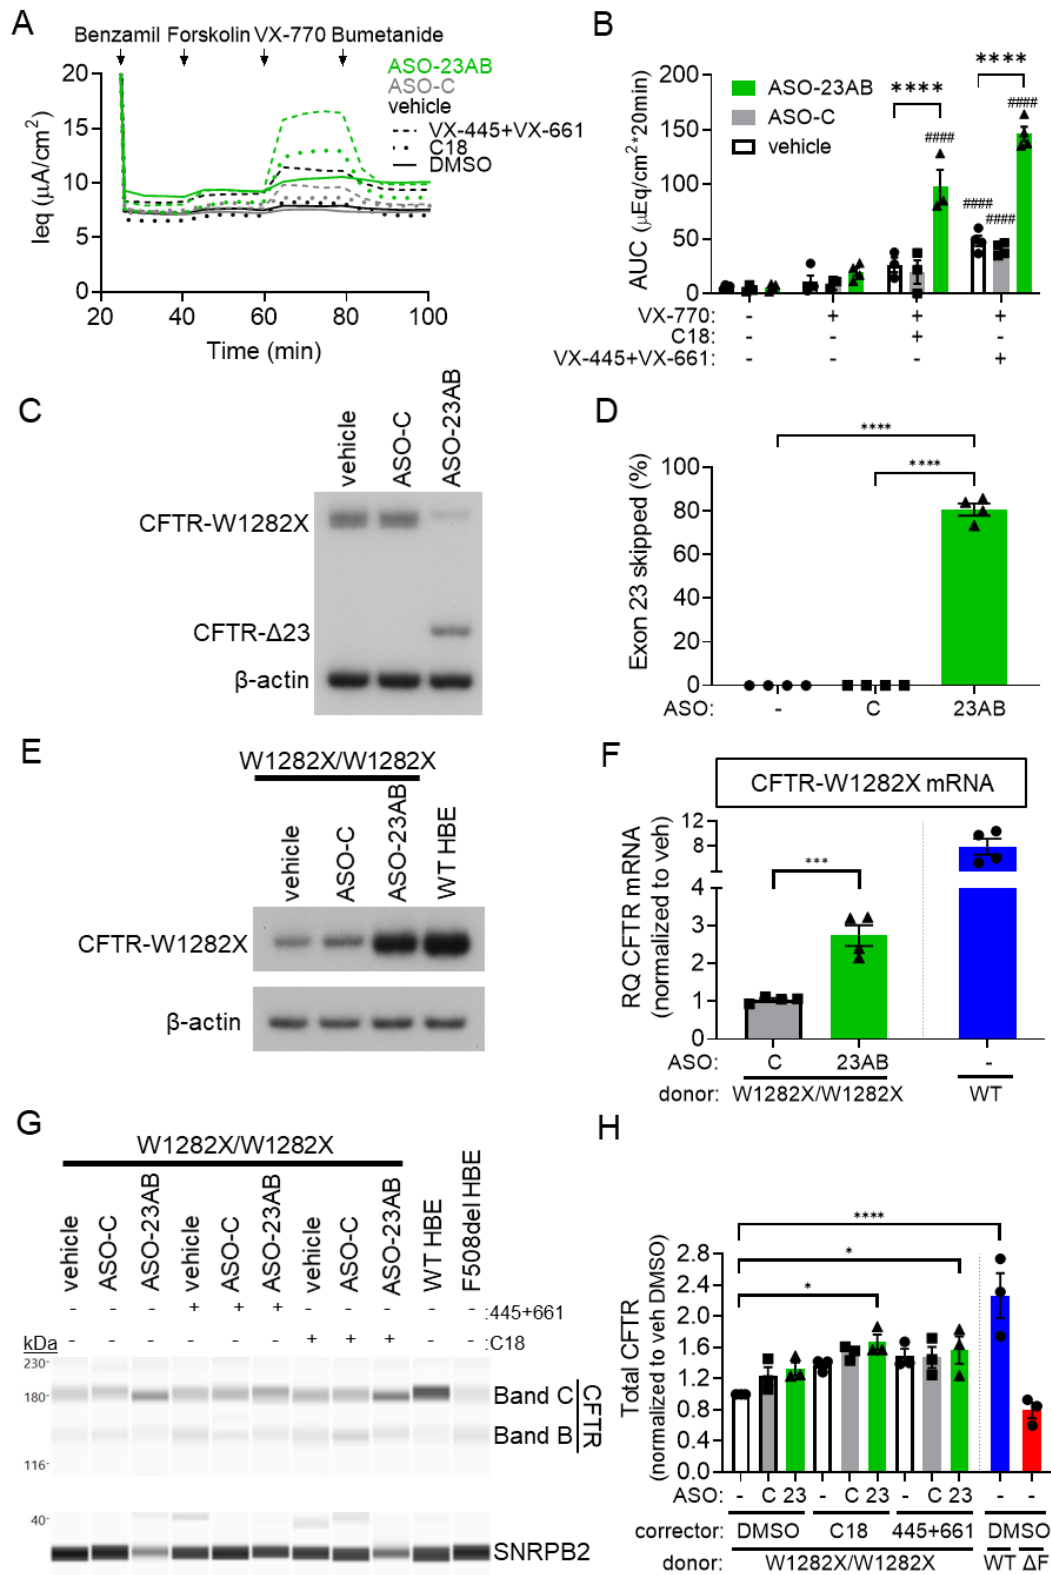 A
Benzamil Forskolin VX-770 Bumetanide
ASO-23AB
ASO-C
vehicle
VX-445+VX-661
C18
DMSO
20
15
10
5
0
Ieq (µA/cm²)
20 40 60 80 100
Time (min)
B
ASO-23AB
ASO-C
vehicle
**** ****
#### #### #### ####
200
150
100
50
0
AUC (µEq/cm²*20min)
VX-770: - + + +
C18: - - + -
VX-445+VX-661: - - - +
C
vehicle
ASO-C
ASO-23AB
CFTR-W1282X
CFTR-Δ23
β-actin
D
****
****
100
80
60
40
20
0
Exon 23 skipped (%)
ASO: - C 23AB
E
W1282X/W1282X
vehicle
ASO-C
ASO-23AB
WT HBE
CFTR-W1282X
β-actin
F
CFTR-W1282X mRNA
***
12
8
4
3
2
1
0
RQ CFTR mRNA
(normalized to veh)
ASO: C 23AB -
donor: W1282X/W1282X WT
G
W1282X/W1282X
vehicle
ASO-C
ASO-23AB
vehicle
ASO-C
ASO-23AB
vehicle
ASO-C
ASO-23AB
WT HBE
F508del HBE
- - - + + + - - - - - :445+661
kDa - - - - - - + + + - - :C18
230-
180-
116-
40-
Band C
Band B
CFTR
SNRPB2
H
****
*
*
2.8
2.4
2.0
1.6
1.2
0.8
0.4
0.0
Total CFTR
(normalized to veh DMSO)
ASO: - C 23 - C 23 - C 23 - -
corrector: DMSO C18 445+661 DMSO
donor: W1282X/W1282X WT ΔF